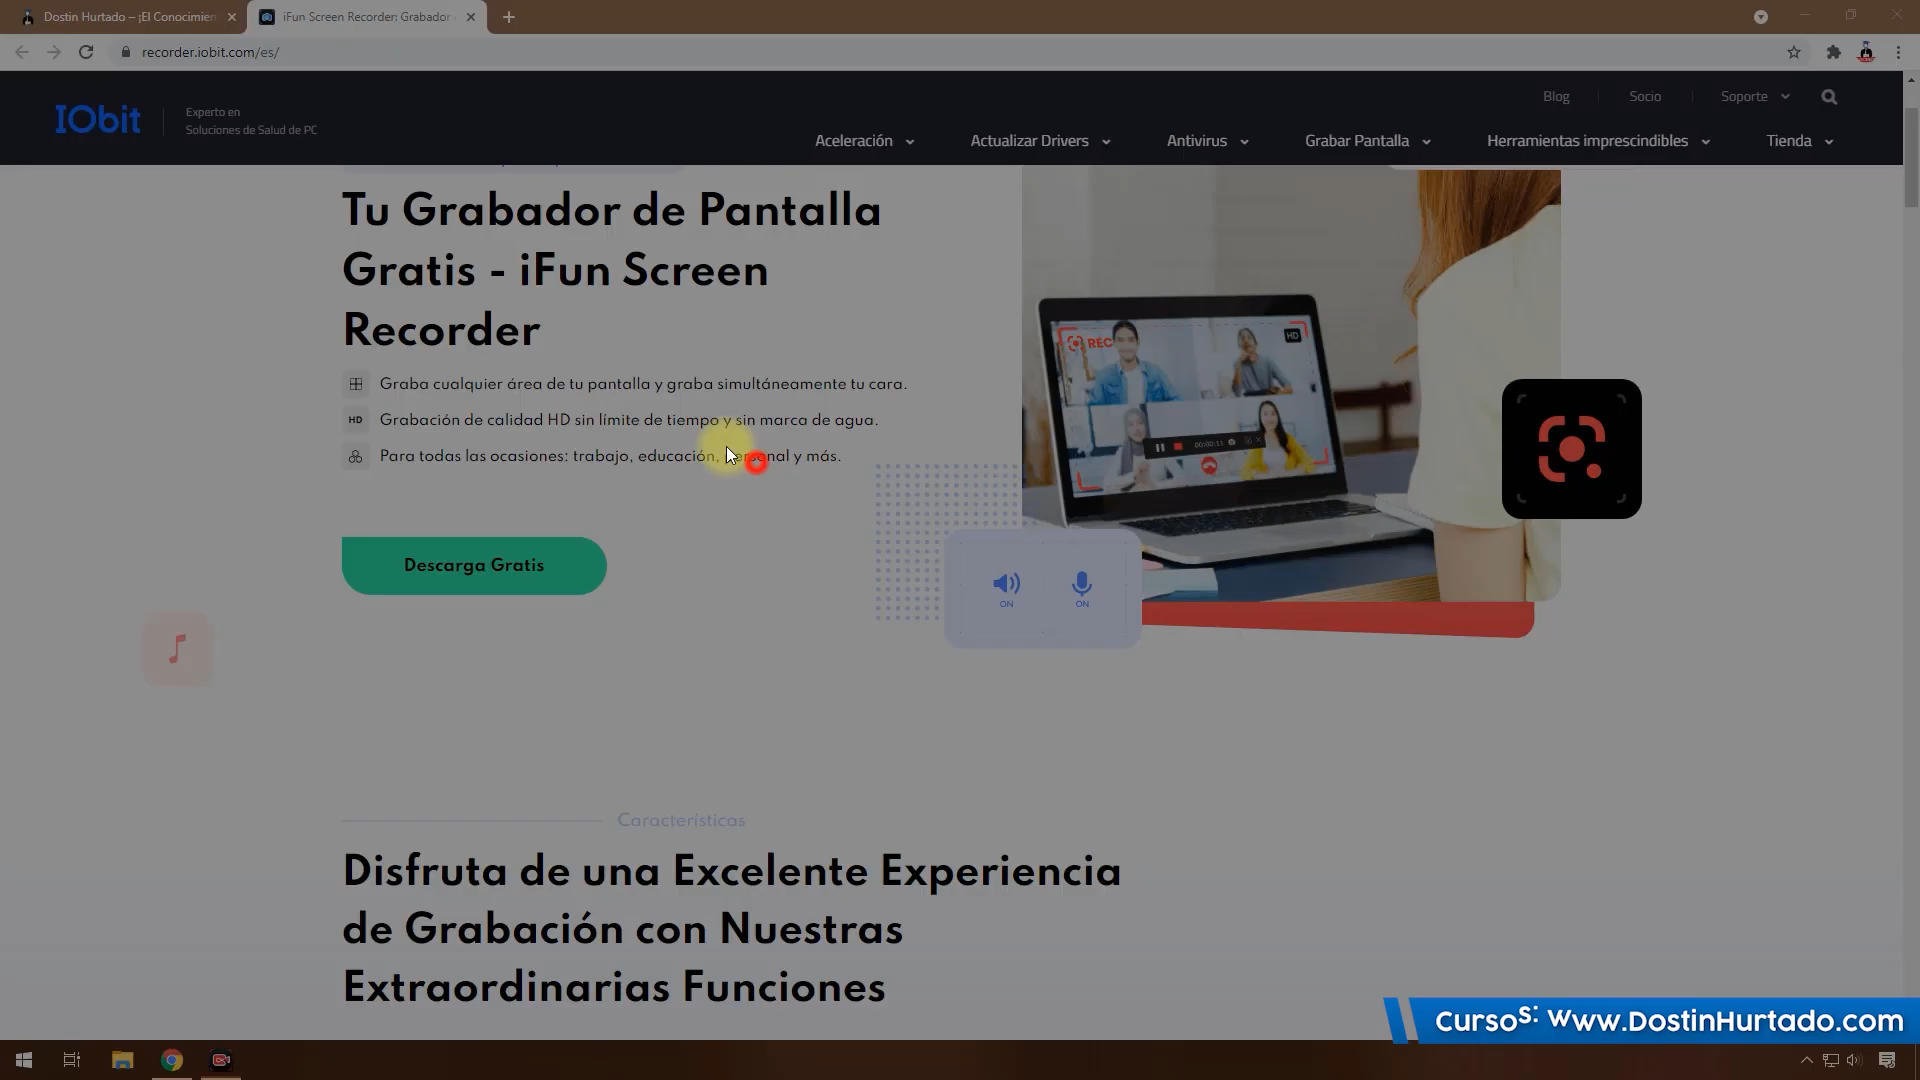 Dostin Hurtado – ¡El Conocimien
iFun Screen Recorder: Grabador
recorder.iobit.com/es/
IObit
Experto en
Soluciones de Salud de PC
Blog
Socio
Soporte
Aceleración
Actualizar Drivers
Antivirus
Grabar Pantalla
Herramientas imprescindibles
Tienda
Tu Grabador de Pantalla
Gratis - iFun Screen
Recorder
Graba cualquier área de tu pantalla y graba simultáneamente tu cara.
HD Grabación de calidad HD sin límite de tiempo y sin marca de agua.
Para todas las ocasiones: trabajo, educación, personal y más.
REC
HD
00:00:11
Descarga Gratis
ON
ON
Características
Disfruta de una Excelente Experiencia
de Grabación con Nuestras
Extraordinarias Funciones
Cursos: Www.DostinHurtado.com